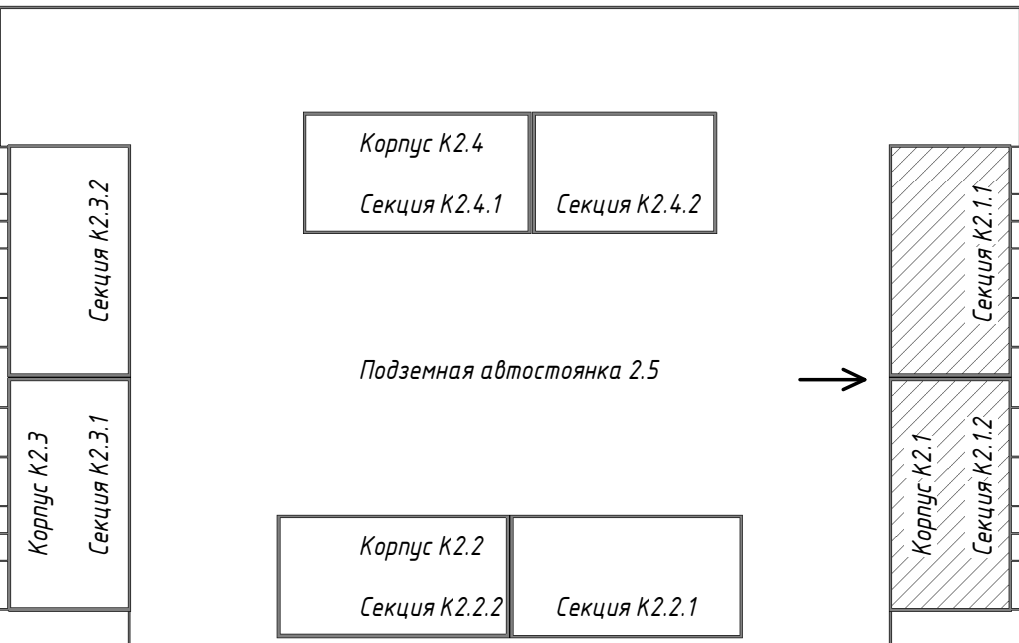 Корпус К2.4
Секция К2.4.1
Секция К2.4.2
Секция К2.3.2
Секция К2.1.1
Подземная автостоянка 2.5
Корпус К2.3
Секция К2.3.1
Корпус К2.1
Секция К2.1.2
Корпус К2.2
Секция К2.2.2
Секция К2.2.1